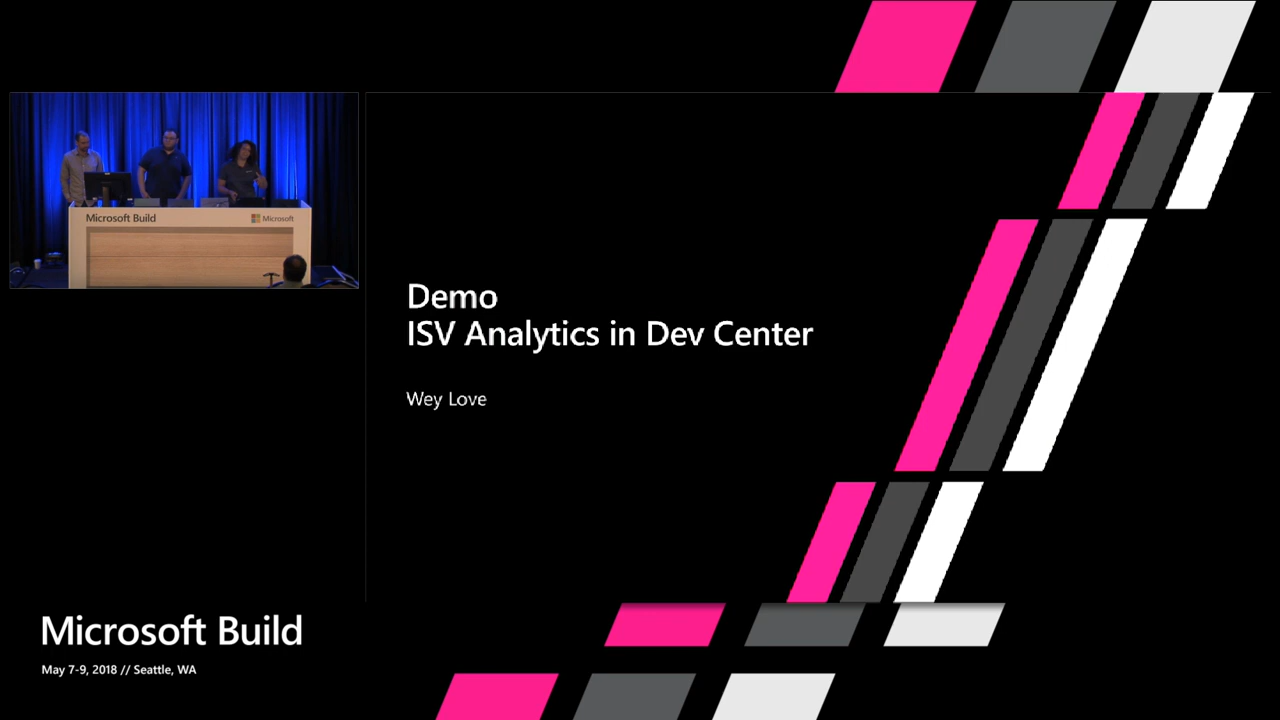 Microsoft Build
Microsoft
Demo
ISV Analytics in Dev Center
Wey Love
Microsoft Build
May 7-9, 2018 // Seattle, WA